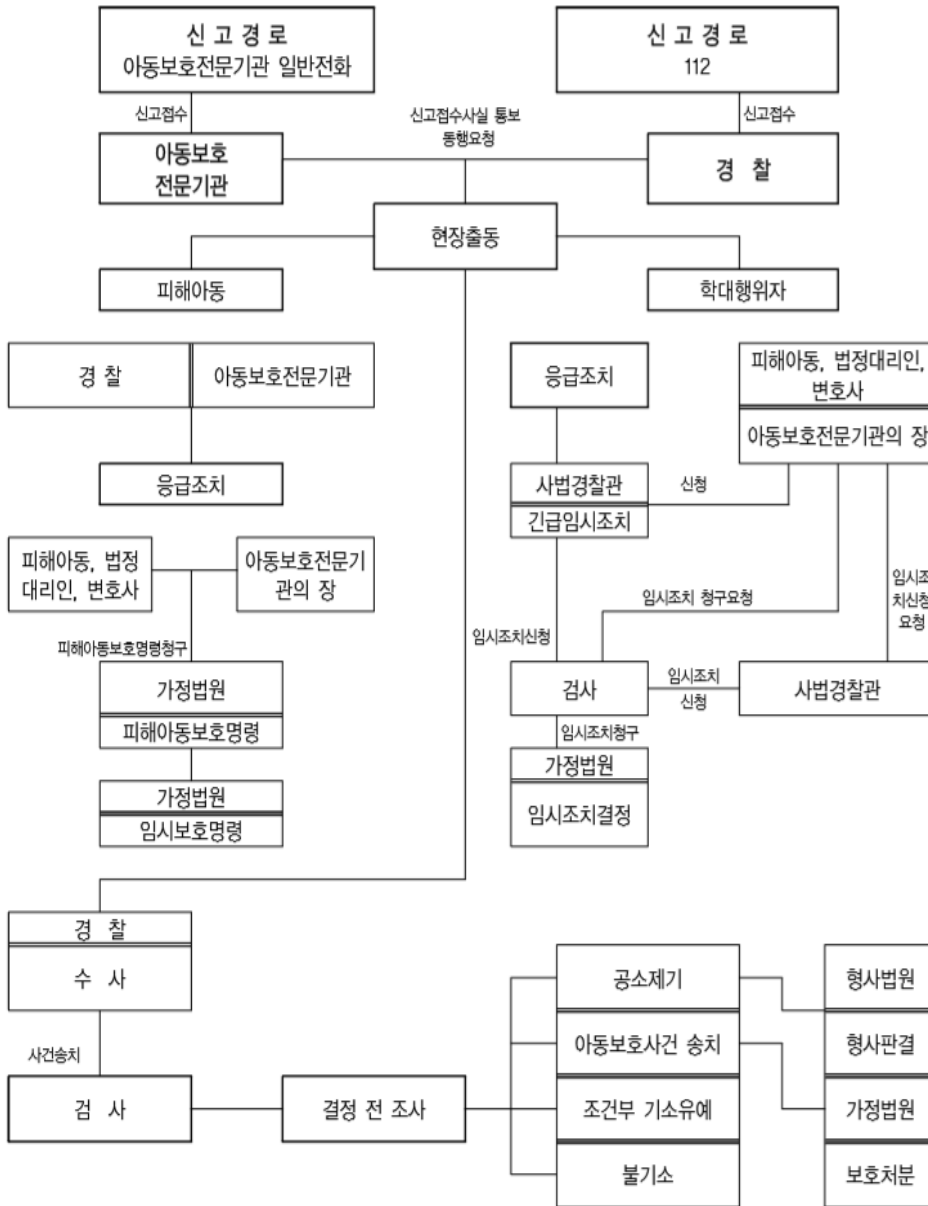 신 고 경 로
아동보호전문기관 일반전화
신 고 경 로
112
신고접수
신고접수사실 통보
동행요청
신고접수
아동보호
전문기관
경 찰
현장출동
피해아동
학대행위자
경 찰
아동보호전문기관
응급조치
피해아동, 법정
대리인, 변호사
아동보호전문기
관의 장
피해아동보호명령청구
가정법원
피해아동보호명령
가정법원
임시보호명령
응급조치
피해아동, 법정대리인,
변호사
아동보호전문기관의 장
사법경찰관
신청
긴급임시조치
임시조치 청구요청
임시조
치신청
요청
임시조치신청
검사
임시조치
신청
사법경찰관
임시조치청구
가정법원
임시조치결정
경 찰
수 사
사건송치
검 사
결정 전 조사
공소제기
아동보호사건 송치
조건부 기소유예
불기소
형사법원
형사판결
가정법원
보호처분